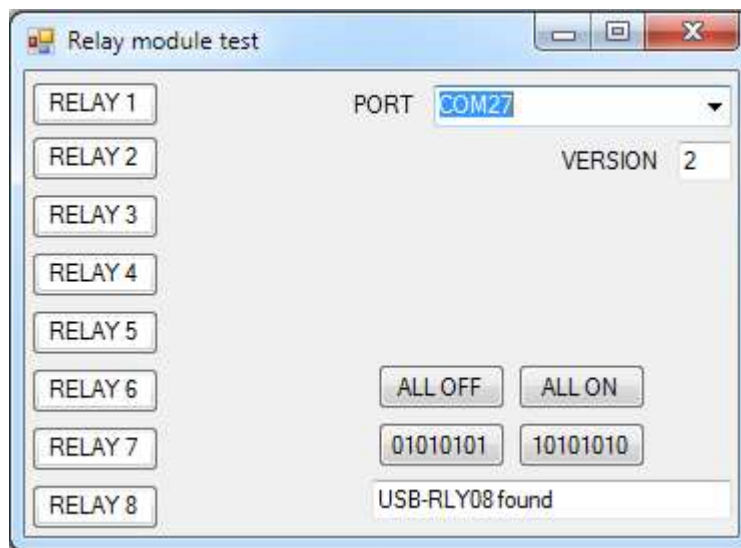 Relay module test
RELAY 1
PORT COM27
RELAY 2
VERSION 2
RELAY 3
RELAY 4
RELAY 5
RELAY 6
ALL OFF ALL ON
RELAY 7
01010101 10101010
RELAY 8
USB-RLY08 found